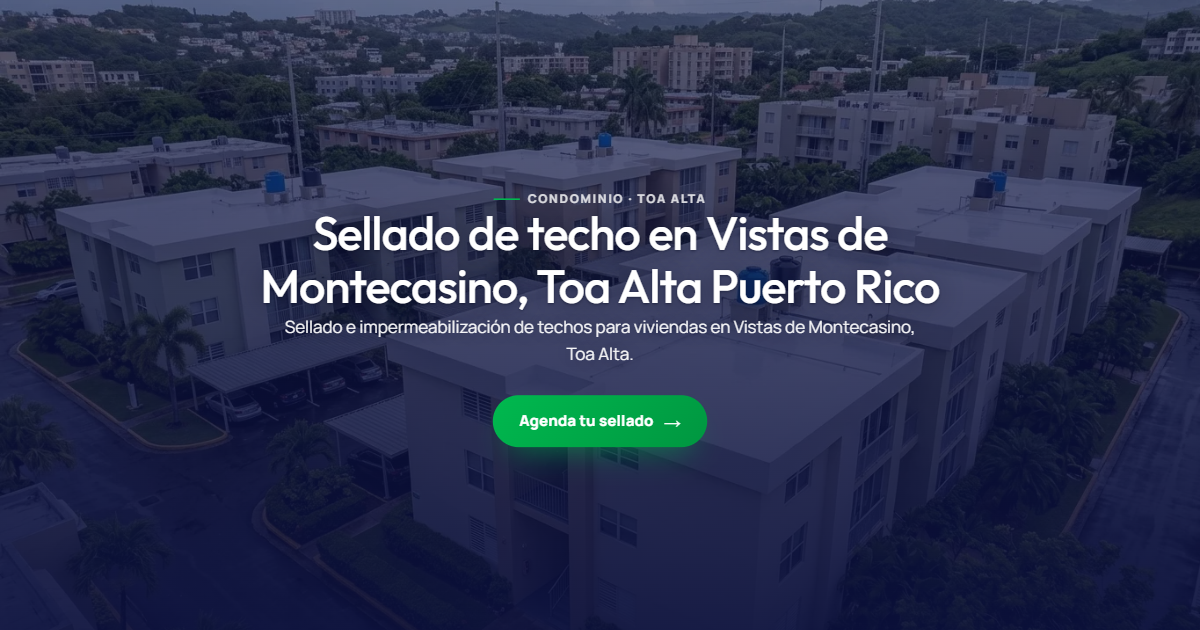 CONDOMINIO · TOA ALTA
Sellado de techo en Vistas de
Montecasino, Toa Alta Puerto Rico
Sellado e impermeabilización de techos para viviendas en Vistas de Montecasino,
Toa Alta.
Agenda tu sellado →